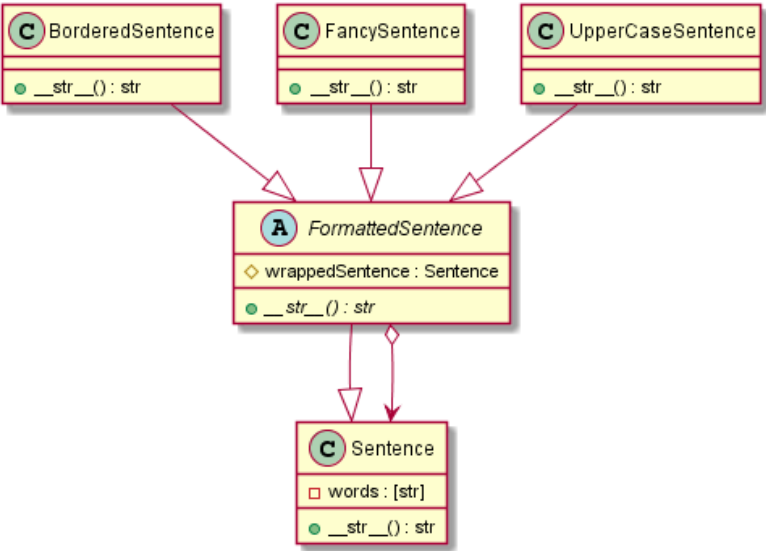 C BorderedSentence
__str__() : str
C FancySentence
__str__() : str
C UpperCaseSentence
__str__() : str
A FormattedSentence
wrappedSentence : Sentence
__str__() : str
C Sentence
words : [str]
__str__() : str